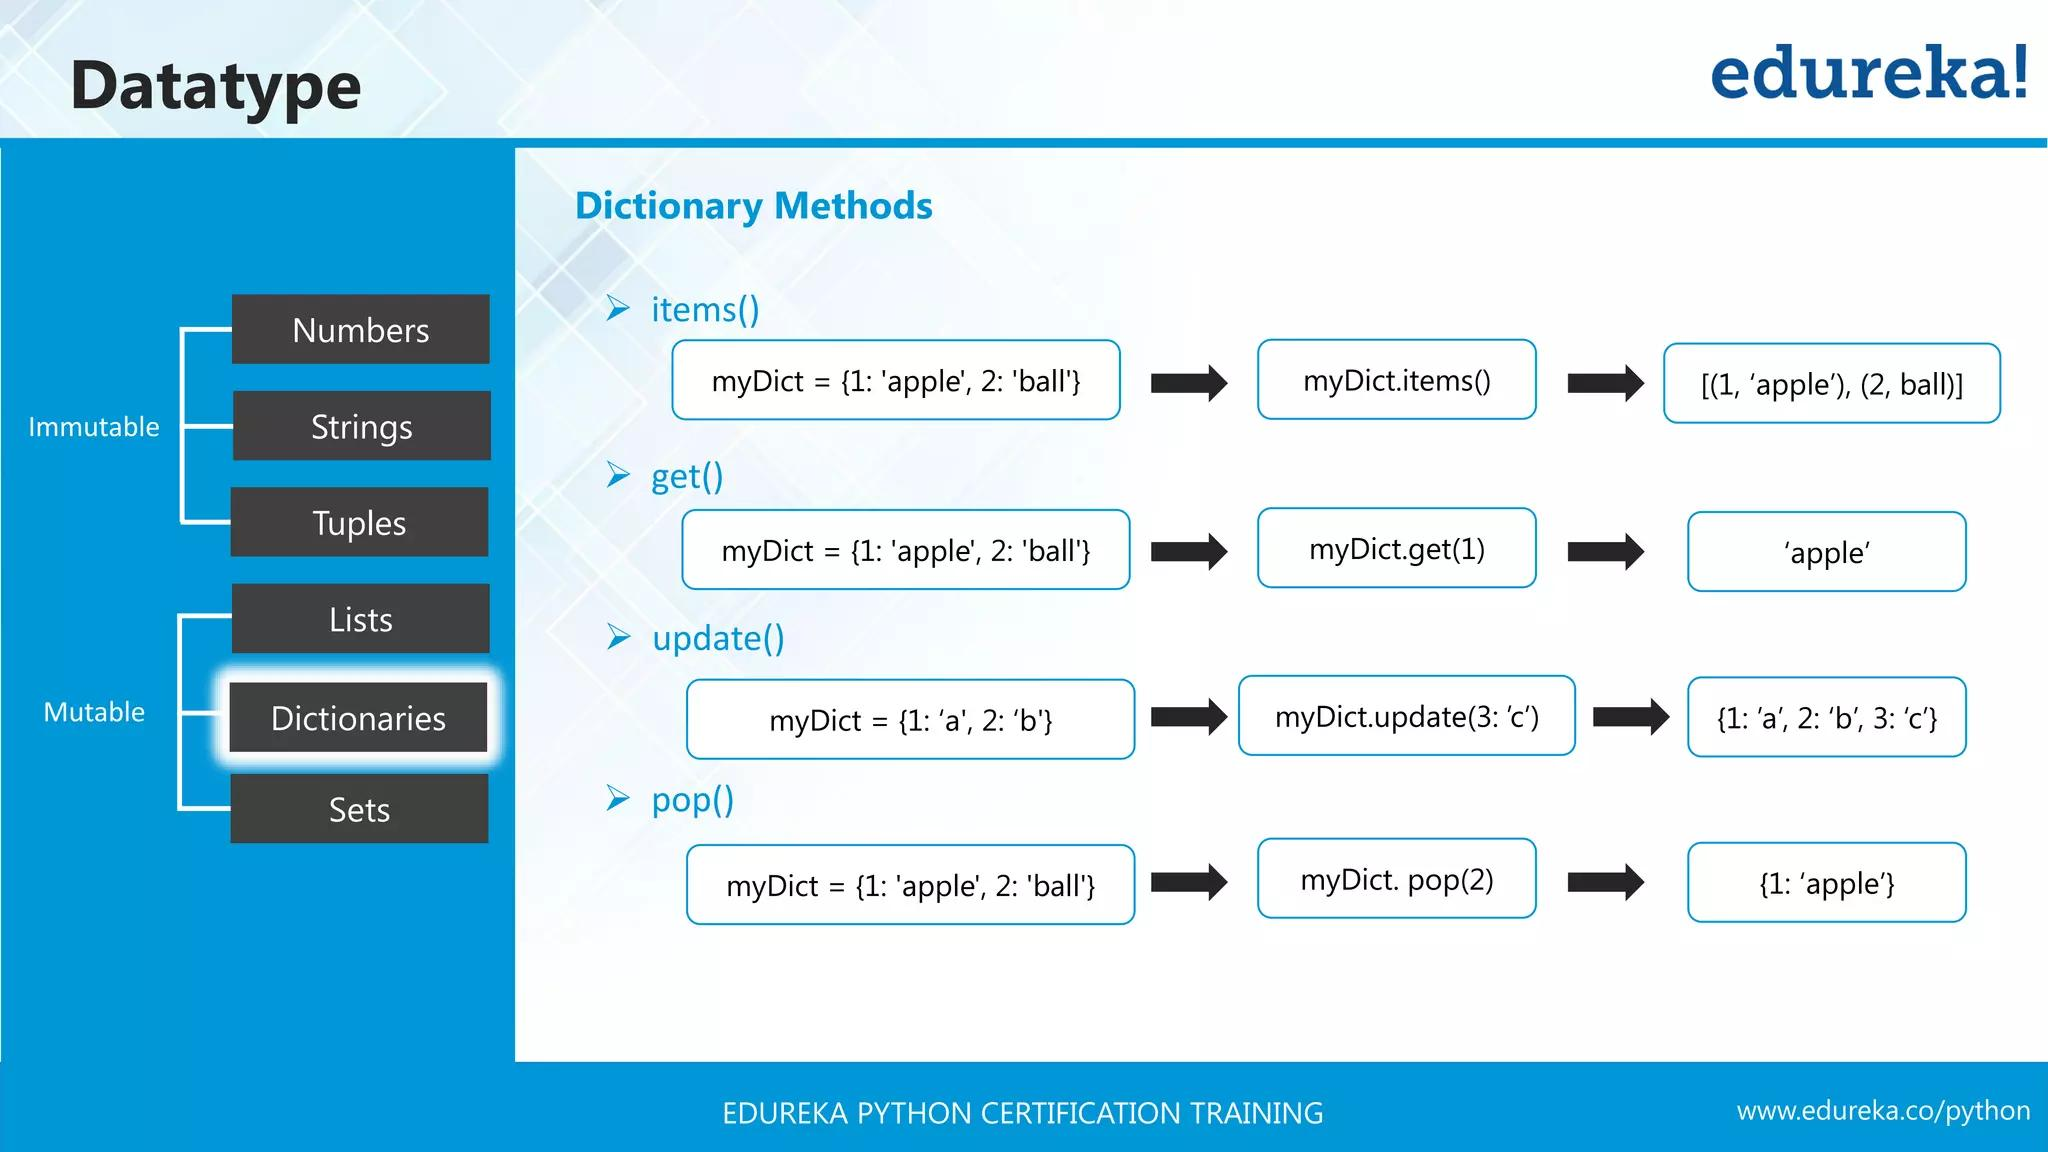 Datatype
edureka!
Dictionary Methods
Immutable
Numbers
Strings
Tuples
Mutable
Lists
Dictionaries
Sets
➢ items()
myDict = {1: 'apple', 2: 'ball'}
myDict.items()
[(1, ‘apple’), (2, ball)]
➢ get()
myDict = {1: 'apple', 2: 'ball'}
myDict.get(1)
‘apple’
➢ update()
myDict = {1: ‘a', 2: ‘b'}
myDict.update(3: ’c’)
{1: ’a’, 2: ‘b’, 3: ‘c’}
➢ pop()
myDict = {1: 'apple', 2: 'ball'}
myDict. pop(2)
{1: ‘apple’}
EDUREKA PYTHON CERTIFICATION TRAINING
www.edureka.co/python